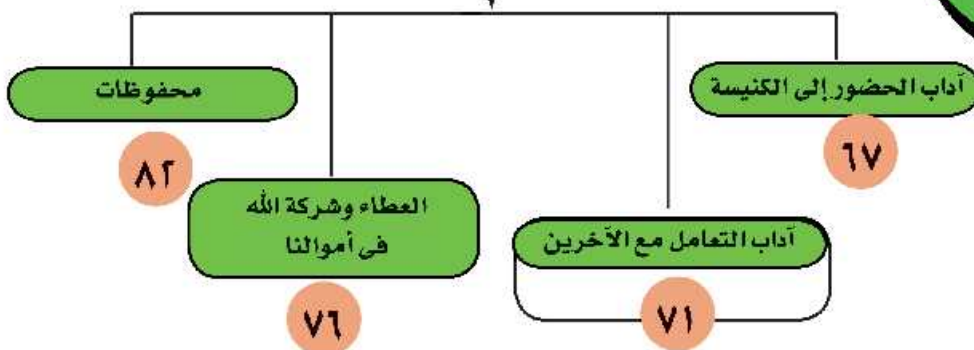 آداب الحضور إلى الكنيسة
٦٧
آداب التعامل مع الآخرين
٧١
العطاء وشركة الله
فى أموالنا
٧٦
محفوظات
٨٢